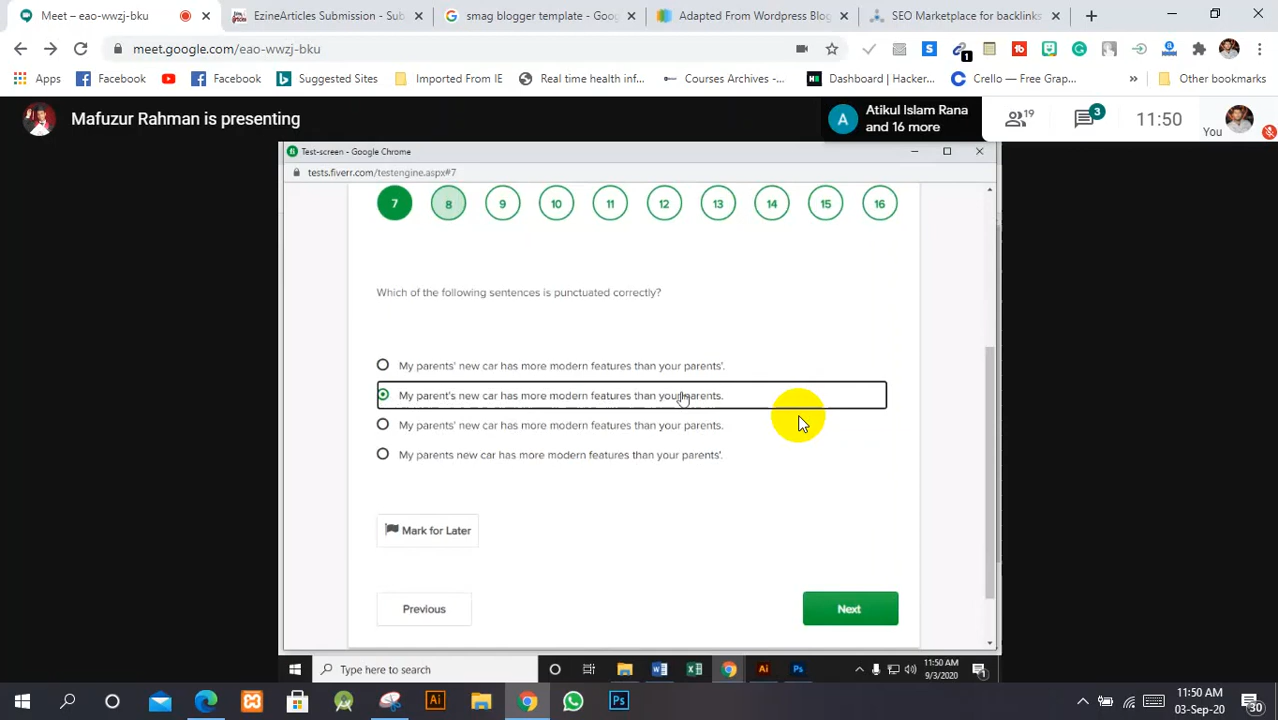 Meet – eao-wwzj-bku
EzineArticles Submission - Sub
smag blogger template - Goog
Adapted From Wordpress Blog
SEO Marketplace for backlinks
meet.google.com/eao-wwzj-bku
1
Apps
Facebook
Facebook
Suggested Sites
Imported From IE
Real time health inf...
Courses Archives -...
Dashboard | Hacker...
Crello — Free Grap...
»
Other bookmarks
Mafuzur Rahman is presenting
A
Atikul Islam Rana
and 16 more
19
3
11:50
You
Test-screen - Google Chrome
tests.fiverr.com/testengine.aspx#7
7 8 9 10 11 12 13 14 15 16
Which of the following sentences is punctuated correctly?
My parents' new car has more modern features than your parents'.
My parent's new car has more modern features than your parents.
My parents' new car has more modern features than your parents.
My parents new car has more modern features than your parents'.
Mark for Later
Previous
Next
Type here to search
11:50 AM
9/3/2020
1
11:50 AM
03-Sep-20
30